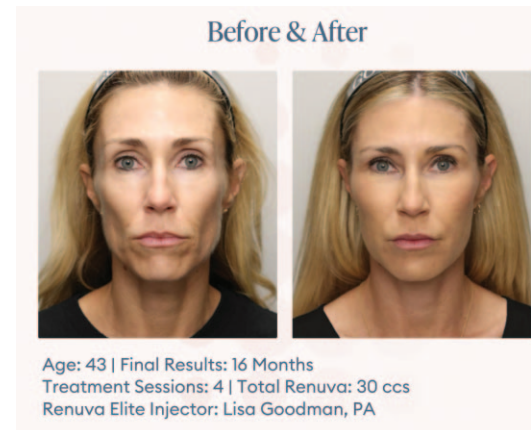 Before & After
Age: 43 | Final Results: 16 Months
Treatment Sessions: 4 | Total Renuva: 30 ccs
Renuva Elite Injector: Lisa Goodman, PA